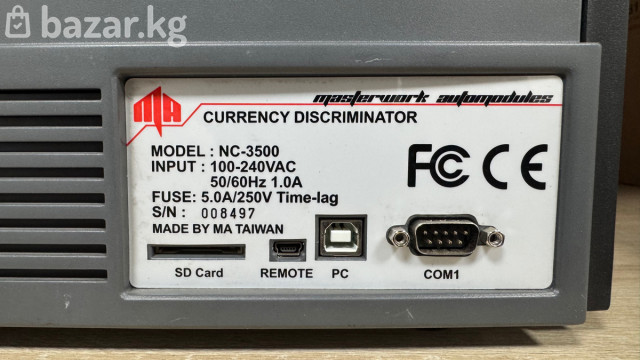 bazar.kg
MA
masterwork automodules
CURRENCY DISCRIMINATOR
MODEL : NC-3500
INPUT : 100-240VAC
50/60Hz 1.0A
FUSE: 5.0A/250V Time-lag
S/N : 008497
MADE BY MA TAIWAN
FC CE
SD Card
REMOTE
PC
COM1